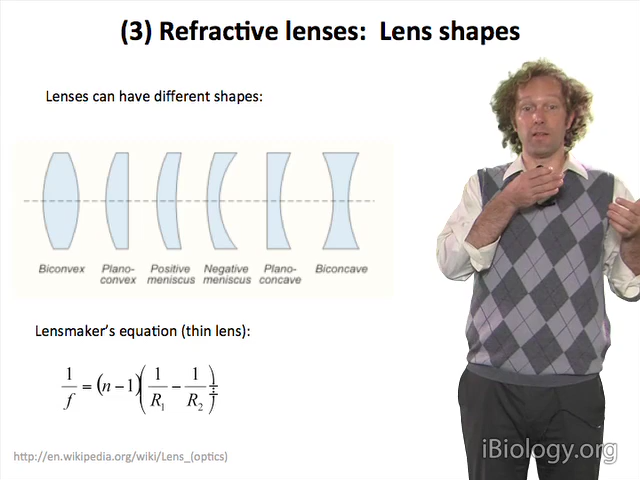 (3) Refractive lenses: Lens shapes
Lenses can have different shapes:
Biconvex Plano-convex Positive meniscus Negative meniscus Plano-concave Biconcave
Lensmaker's equation (thin lens):
1/f = (n − 1)(1/R₁ − 1/R₂)
http://en.wikipedia.org/wiki/Lens_(optics)
iBiology.org